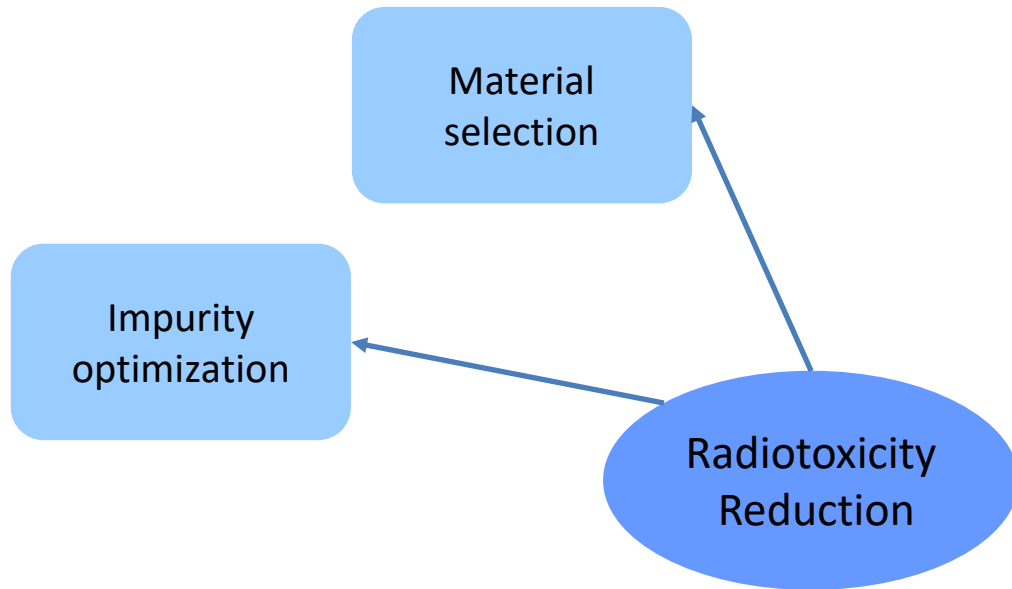 Material
selection
Impurity
optimization
Radiotoxicity
Reduction